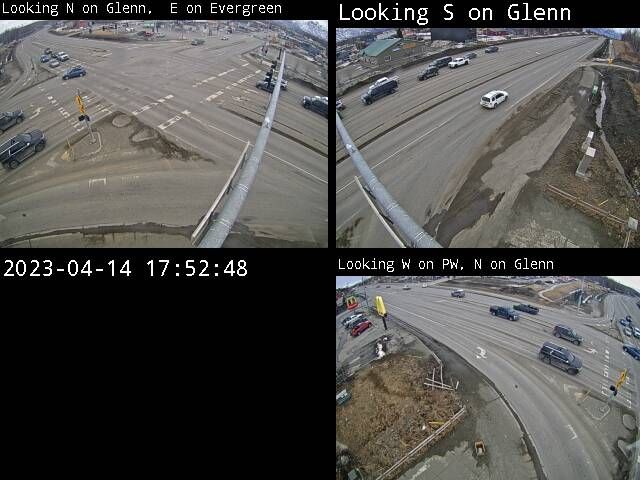 Looking N on Glenn,  E on Evergreen
Looking S on Glenn
2023-04-14 17:52:48
Looking W on PW, N on Glenn